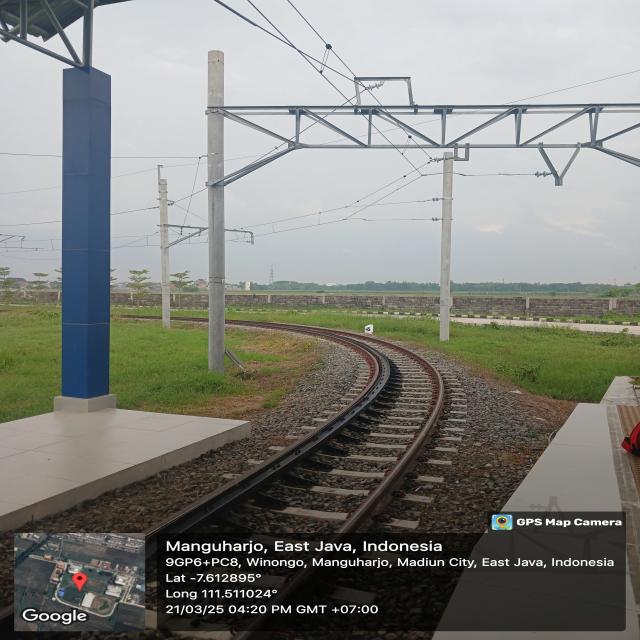 GPS Map Camera
Manguharjo, East Java, Indonesia
9GP6+PC8, Winongo, Manguharjo, Madiun City, East Java, Indonesia
Lat -7.612895°
Long 111.511024°
21/03/25 04:20 PM GMT +07:00
Google